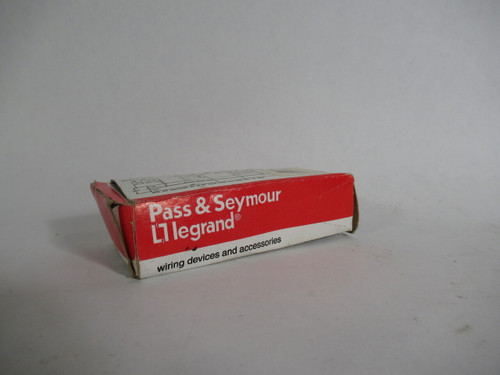 Pass & Seymour
legrand®
wiring devices and accessories